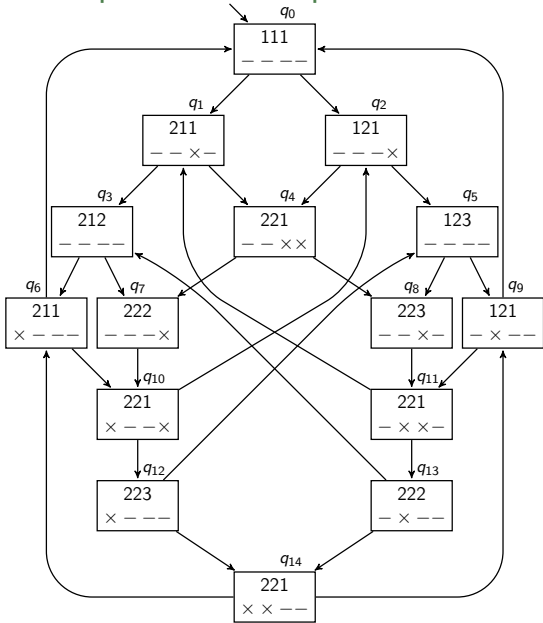 q0
111
− − − −
q1 q2
211 121
− − × − − − − ×
q3 q4 q5
212 221 123
− − − − − − × × − − − −
q6 q7 q8 q9
211 222 223 121
× − − − − − − × − − × − − × − −
q10 q11
221 221
× − − × − × × −
q12 q13
223 222
× − − − − × − −
q14
221
× × − −